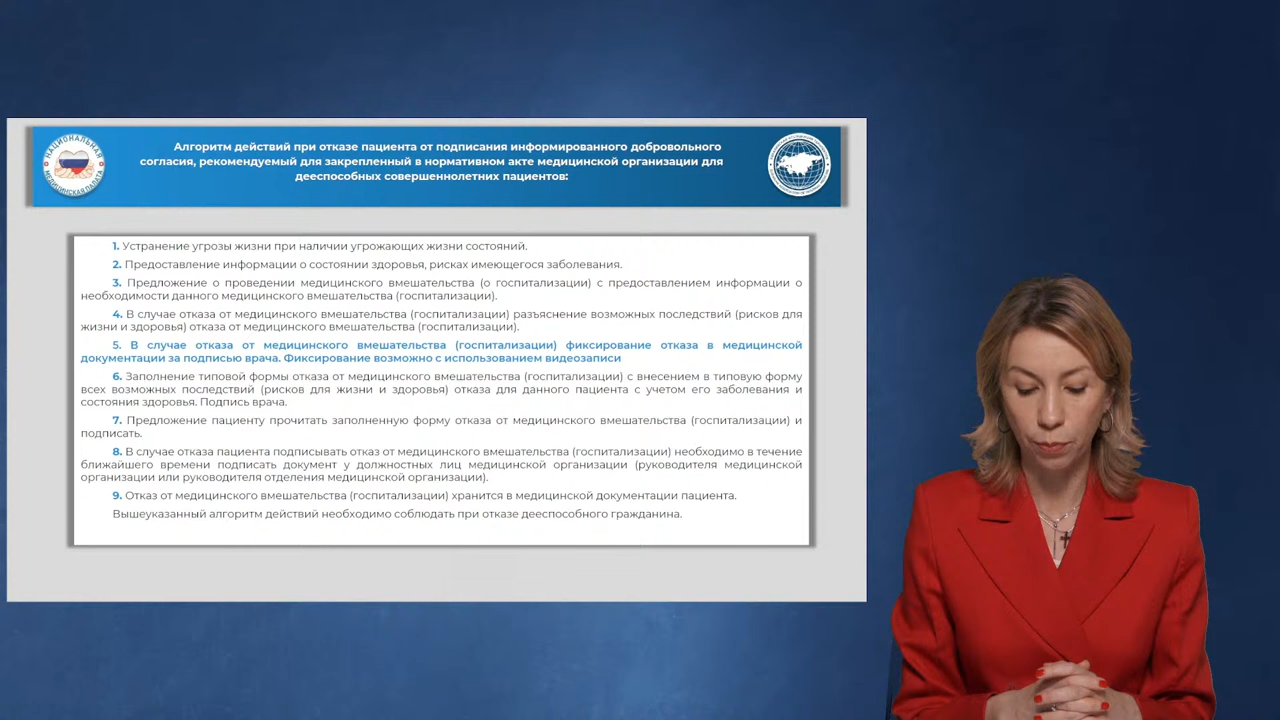 Алгоритм действий при отказе пациента от подписания информированного добровольного
согласия, рекомендуемый для закрепленный в нормативном акте медицинской организации для
дееспособных совершеннолетних пациентов:
НАЦИОНАЛЬНАЯ
МЕДИЦИНСКАЯ ПАЛАТА
1. Устранение угрозы жизни при наличии угрожающих жизни состояний.
2. Предоставление информации о состоянии здоровья, рисках имеющегося заболевания.
3. Предложение о проведении медицинского вмешательства (о госпитализации) с предоставлением информации о
необходимости данного медицинского вмешательства (госпитализации).
4. В случае отказа от медицинского вмешательства (госпитализации) разъяснение возможных последствий (рисков для
жизни и здоровья) отказа от медицинского вмешательства (госпитализации).
5. В случае отказа от медицинского вмешательства (госпитализации) фиксирование отказа в медицинской
документации за подписью врача. Фиксирование возможно с использованием видеозаписи
6. Заполнение типовой формы отказа от медицинского вмешательства (госпитализации) с внесением в типовую форму
всех возможных последствий (рисков для жизни и здоровья) отказа для данного пациента с учетом его заболевания и
состояния здоровья. Подпись врача.
7. Предложение пациенту прочитать заполненную форму отказа от медицинского вмешательства (госпитализации) и
подписать.
8. В случае отказа пациента подписывать отказ от медицинского вмешательства (госпитализации) необходимо в течение
ближайшего времени подписать документ у должностных лиц медицинской организации (руководителя медицинской
организации или руководителя отделения медицинской организации).
9. Отказ от медицинского вмешательства (госпитализации) хранится в медицинской документации пациента.
Вышеуказанный алгоритм действий необходимо соблюдать при отказе дееспособного гражданина.